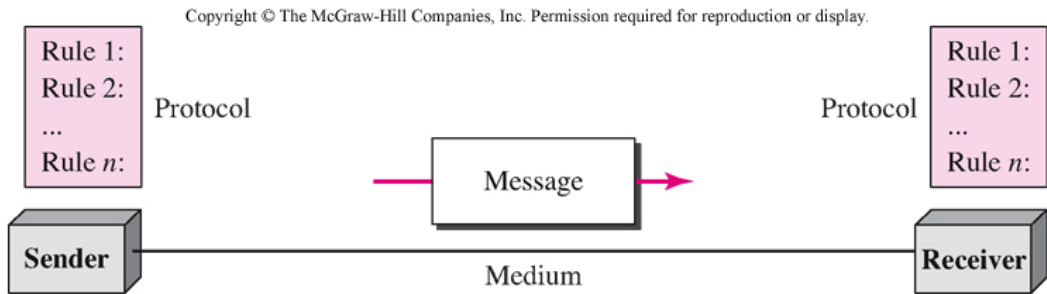 Copyright © The McGraw-Hill Companies, Inc. Permission required for reproduction or display.
Rule 1:
Rule 2:
...
Rule n:
Protocol
Message
Protocol
Rule 1:
Rule 2:
...
Rule n:
Sender
Medium
Receiver